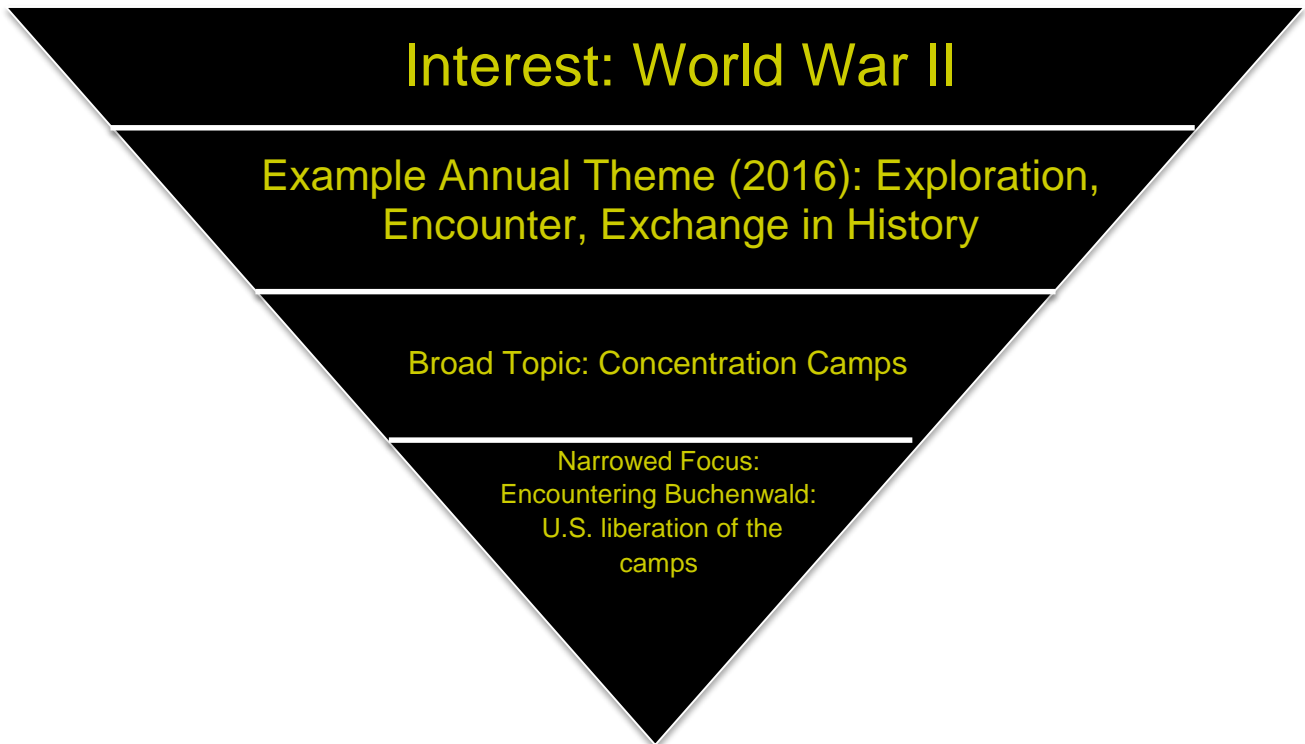 Interest: World War II
Example Annual Theme (2016): Exploration,
Encounter, Exchange in History
Broad Topic: Concentration Camps
Narrowed Focus:
Encountering Buchenwald:
U.S. liberation of the
camps